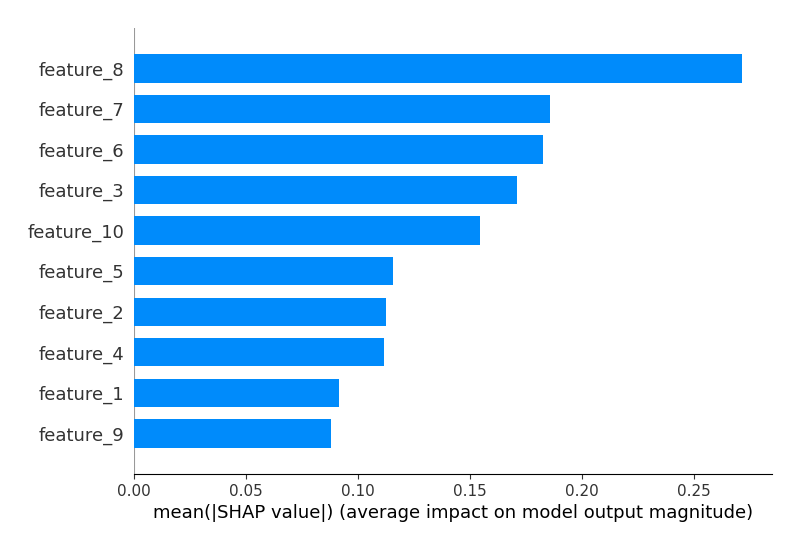 feature_8
feature_7
feature_6
feature_3
feature_10
feature_5
feature_2
feature_4
feature_1
feature_9
0.00 0.05 0.10 0.15 0.20 0.25
mean(|SHAP value|) (average impact on model output magnitude)